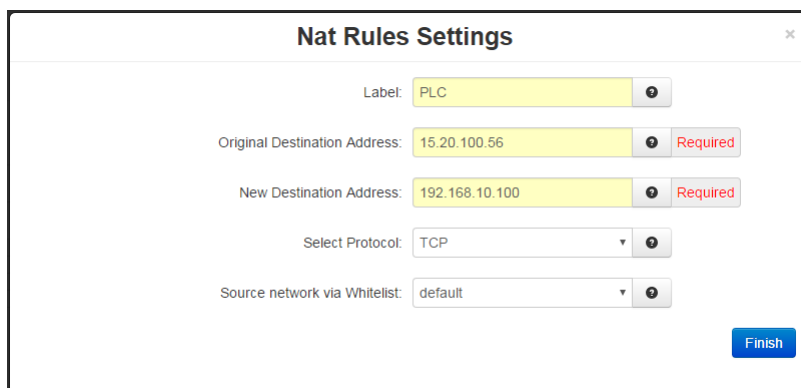 Nat Rules Settings ×
Label: PLC ?
Original Destination Address: 15.20.100.56 ? Required
New Destination Address: 192.168.10.100 ? Required
Select Protocol: TCP ▼ ?
Source network via Whitelist: default ▼ ?
Finish